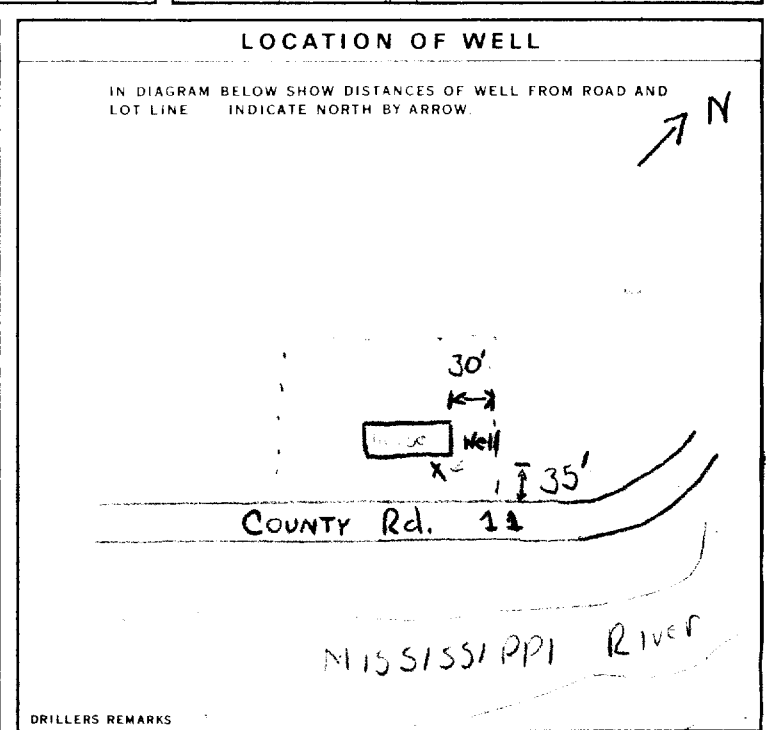 LOCATION OF WELL
IN DIAGRAM BELOW SHOW DISTANCES OF WELL FROM ROAD AND
LOT LINE INDICATE NORTH BY ARROW.
N
30'
House Well
X
35'
COUNTY Rd. 11
MISSISSIPPI RIVER
DRILLERS REMARKS